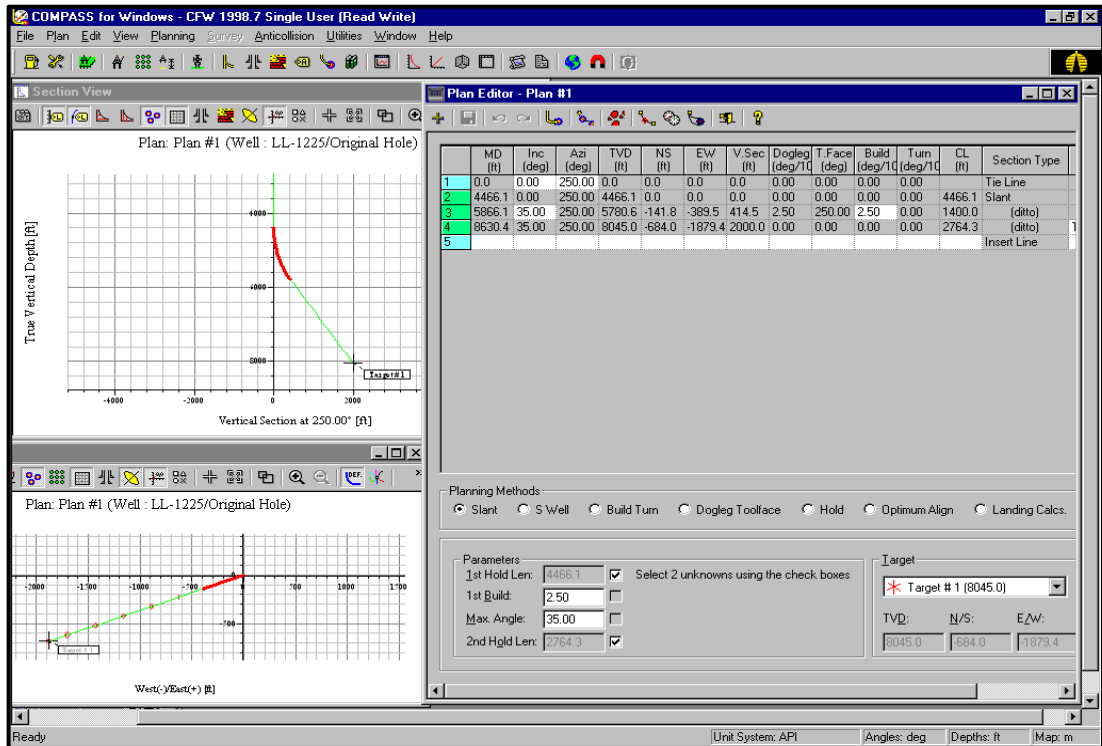 COMPASS for Windows - CFW 1998.7 Single User (Read Write)
File Plan Edit View Planning Survey Anticollision Utilities Window Help
Section View
Plan: Plan #1 (Well : LL-1225/Original Hole)
True Vertical Depth [ft]
4000
6000
8000
-4000 -2000 0 2000
Target#1
Vertical Section at 250.00° [ft]
Plan: Plan #1 (Well : LL-1225/Original Hole)
-2000 -1500 -1000 -500 500 1000 1500
-500
Target # 1
West(-)/East(+) [ft]
Plan Editor - Plan #1
MD (ft) Inc (deg) Azi (deg) TVD (ft) NS (ft) EW (ft) V.Sec (ft) Dogleg (deg/10 T.Face (deg) Build (deg/10 Turn (deg/10 CL (ft) Section Type
1 0.0 0.00 250.00 0.0 0.0 0.0 0.0 0.00 0.00 0.00 0.00 Tie Line
2 4466.1 0.00 250.00 4466.1 0.0 0.0 0.0 0.00 0.00 0.00 0.00 4466.1 Slant
3 5866.1 35.00 250.00 5780.6 -141.8 -389.5 414.5 2.50 250.00 2.50 0.00 1400.0 (ditto)
4 8630.4 35.00 250.00 8045.0 -684.0 -1879.4 2000.0 0.00 0.00 0.00 0.00 2764.3 (ditto)
5 Insert Line
Planning Methods
Slant S Well Build Turn Dogleg Toolface Hold Optimum Align Landing Calcs.
Parameters
1st Hold Len: 4466.1 Select 2 unknowns using the check boxes
1st Build: 2.50
Max. Angle: 35.00
2nd Hold Len: 2764.3
Target
Target # 1 (8045.0)
TVD: N/S: E/W:
8045.0 -684.0 -1879.4
Ready Unit System: API Angles: deg Depths: ft Map: m